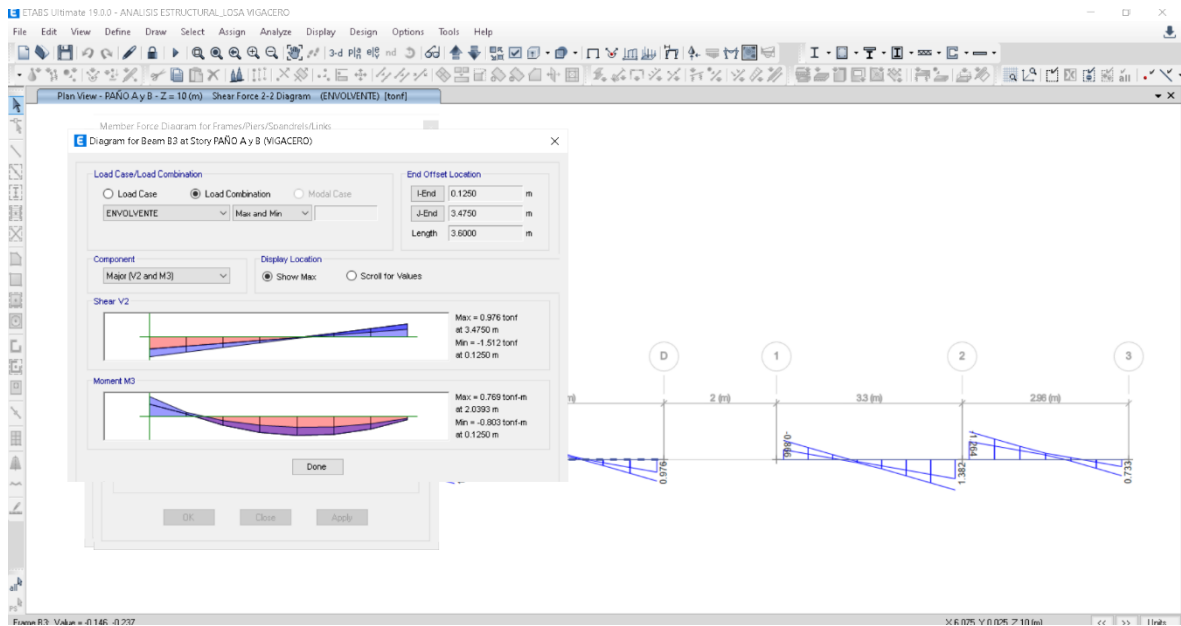 ETABS Ultimate 19.0.0 - ANALISIS ESTRUCTURAL_LOSA VIGACERO
File Edit View Define Draw Select Assign Analyze Display Design Options Tools Help
3-d
nd
Plan View - PAÑO A y B - Z = 10 (m) Shear Force 2-2 Diagram (ENVOLVENTE) [tonf]
Member Force Diagram for Frames/Piers/Spandrels/Links
Diagram for Beam B3 at Story PAÑO A y B (VIGACERO)
Load Case/Load Combination
Load Case Load Combination Modal Case
ENVOLVENTE Max and Min
End Offset Location
I-End 0.1250 m
J-End 3.4750 m
Length 3.6000 m
Component
Major (V2 and M3)
Display Location
Show Max Scroll for Values
Shear V2
Max = 0.976 tonf
at 3.4750 m
Min = -1.512 tonf
at 0.1250 m
Moment M3
Max = 0.769 tonf-m
at 2.0393 m
Min = -0.803 tonf-m
at 0.1250 m
Done
OK Close Apply
D 1 2 3
2 (m) 3.3 (m) 2.98 (m)
0.976
1.382
1.264
0.733
all
Frame B3: Value = -0.146, -0.237
X 6.075 Y 0.025 Z 10 (m) << >> Units